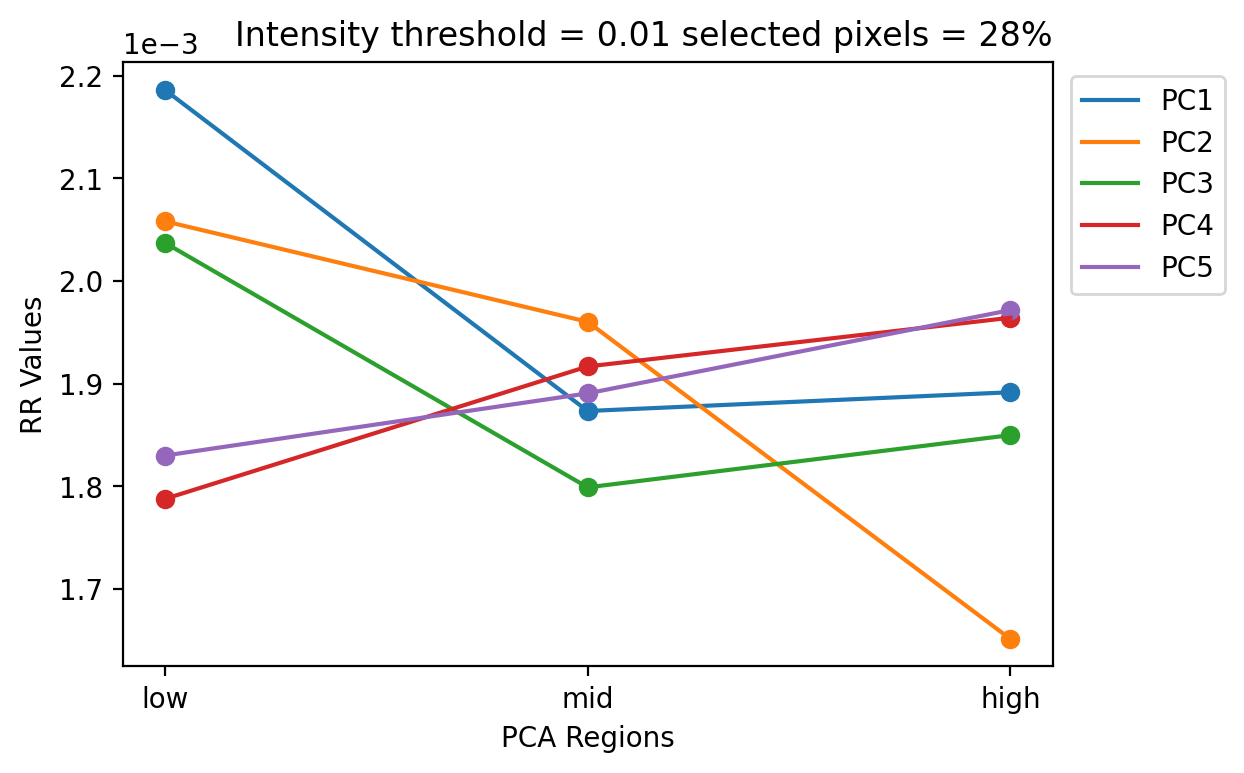 1e−3
Intensity threshold = 0.01 selected pixels = 28%
2.2
2.1
2.0
1.9
1.8
1.7
RR Values
low
mid
high
PCA Regions
PC1
PC2
PC3
PC4
PC5